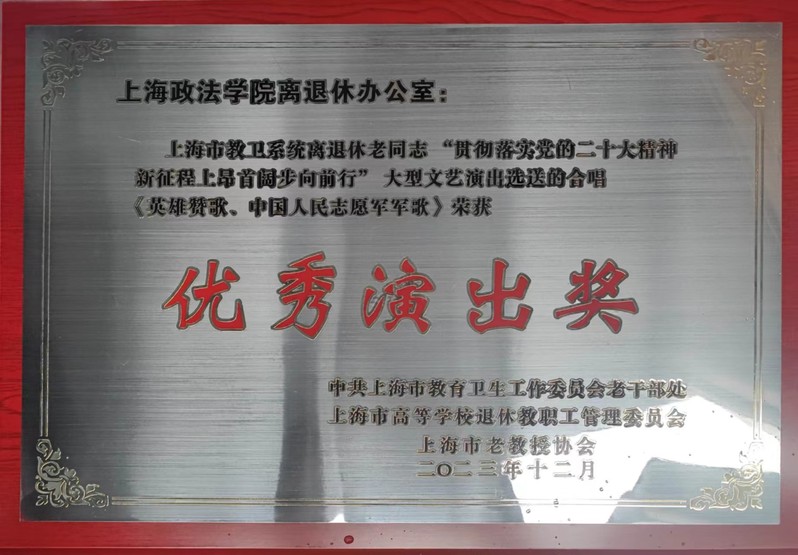 上海政法学院离退休办公室：
上海市教卫系统离退休老同志“贯彻落实党的二十大精神
新征程上昂首阔步向前行”大型文艺演出选送的合唱
《英雄赞歌、中国人民志愿军军歌》荣获
优秀演出奖
中共上海市教育卫生工作委员会老干部处
上海市高等学校退休教职工管理委员会
上海市老教授协会
二〇二三年十二月